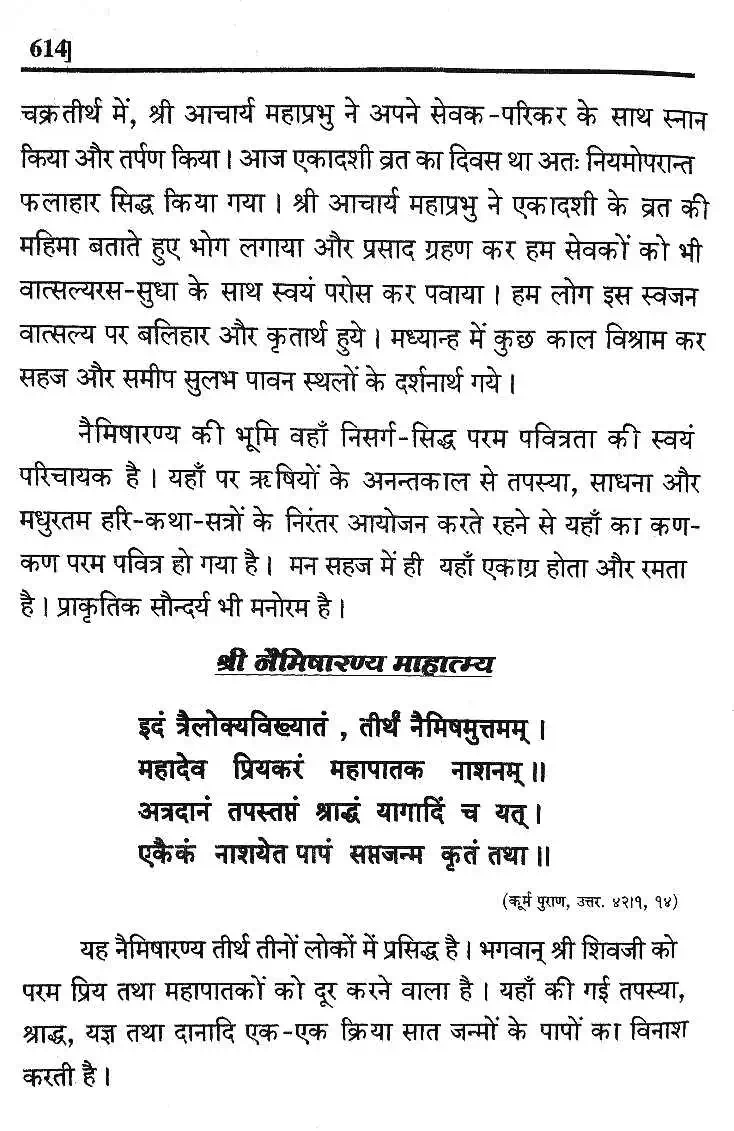 614]
चक्रतीर्थ में, श्री आचार्य महाप्रभु ने अपने सेवक-परिकर के साथ स्नान
किया और तर्पण किया। आज एकादशी व्रत का दिवस था अतः नियमोपरान्त
फलाहार सिद्ध किया गया। श्री आचार्य महाप्रभु ने एकादशी के व्रत की
महिमा बताते हुए भोग लगाया और प्रसाद ग्रहण कर हम सेवकों को भी
वात्सल्यरस-सुधा के साथ स्वयं परोस कर पवाया। हम लोग इस स्वजन
वात्सल्य पर बलिहार और कृतार्थ हुये। मध्यान्ह में कुछ काल विश्राम कर
सहज और समीप सुलभ पावन स्थलों के दर्शनार्थ गये।
नैमिषारण्य की भूमि वहाँ निसर्ग-सिद्ध परम पवित्रता की स्वयं
परिचायक है। यहाँ पर ऋषियों के अनन्तकाल से तपस्या, साधना और
मधुरतम हरि-कथा-सत्रों के निरंतर आयोजन करते रहने से यहाँ का कण-
कण परम पवित्र हो गया है। मन सहज में ही यहाँ एकाग्र होता और रमता
है। प्राकृतिक सौन्दर्य भी मनोरम है।
श्री नैमिषारण्य माहात्म्य
इदं त्रैलोक्यविख्यातं , तीर्थं नैमिषमुत्तमम्।
महादेव प्रियकरं महापातक नाशनम्॥
अत्रदानं तपस्तप्तं श्राद्धं यागादिं च यत्।
एकैकं नाशयेत पापं सप्तजन्म कृतं तथा॥
(कूर्म पुराण, उत्तर. ४२।१, १४)
यह नैमिषारण्य तीर्थ तीनों लोकों में प्रसिद्ध है। भगवान् श्री शिवजी को
परम प्रिय तथा महापातकों को दूर करने वाला है। यहाँ की गई तपस्या,
श्राद्ध, यज्ञ तथा दानादि एक-एक क्रिया सात जन्मों के पापों का विनाश
करती है।